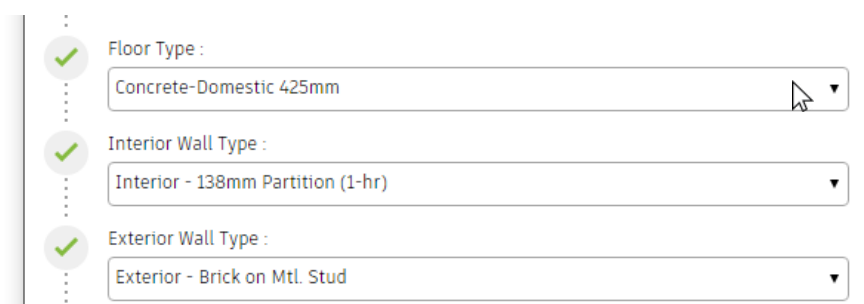 Floor Type :
Concrete-Domestic 425mm
Interior Wall Type :
Interior - 138mm Partition (1-hr)
Exterior Wall Type :
Exterior - Brick on Mtl. Stud